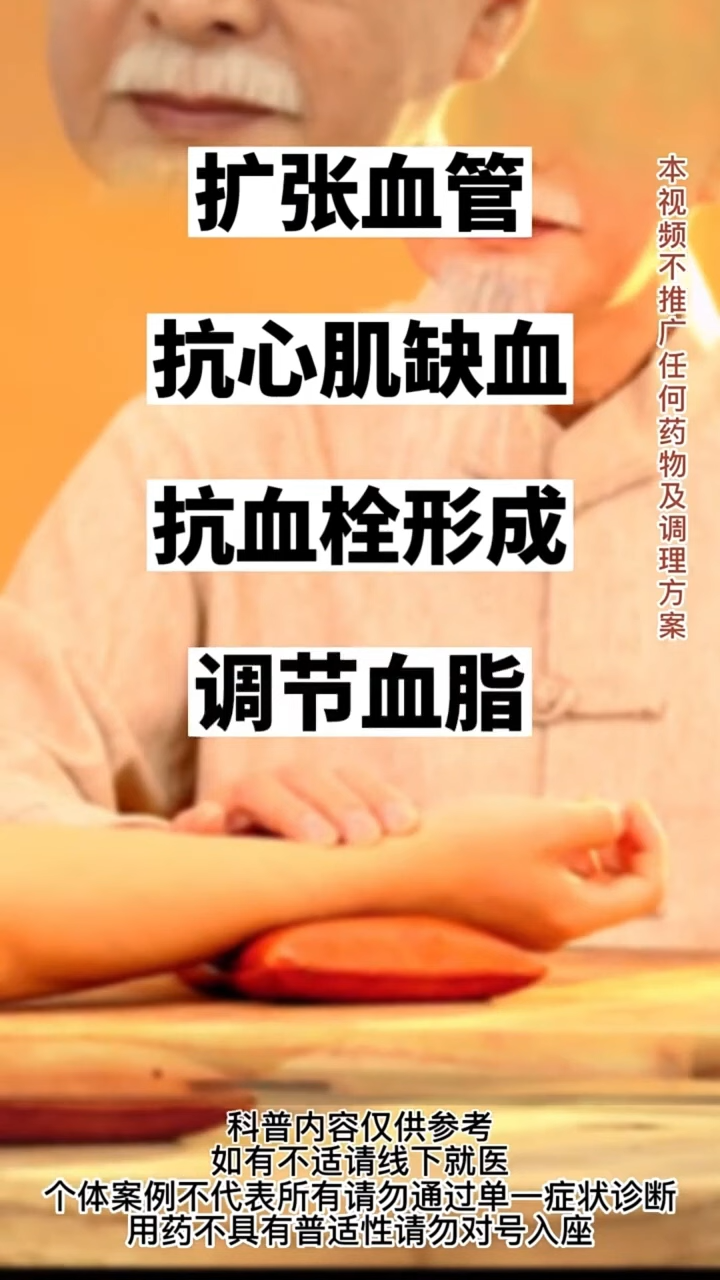 扩张血管
抗心肌缺血
抗血栓形成
调节血脂
本视频不推广任何药物及调理方案
科普内容仅供参考
如有不适请线下就医
个体案例不代表所有请勿通过单一症状诊断
用药不具有普适性请勿对号入座